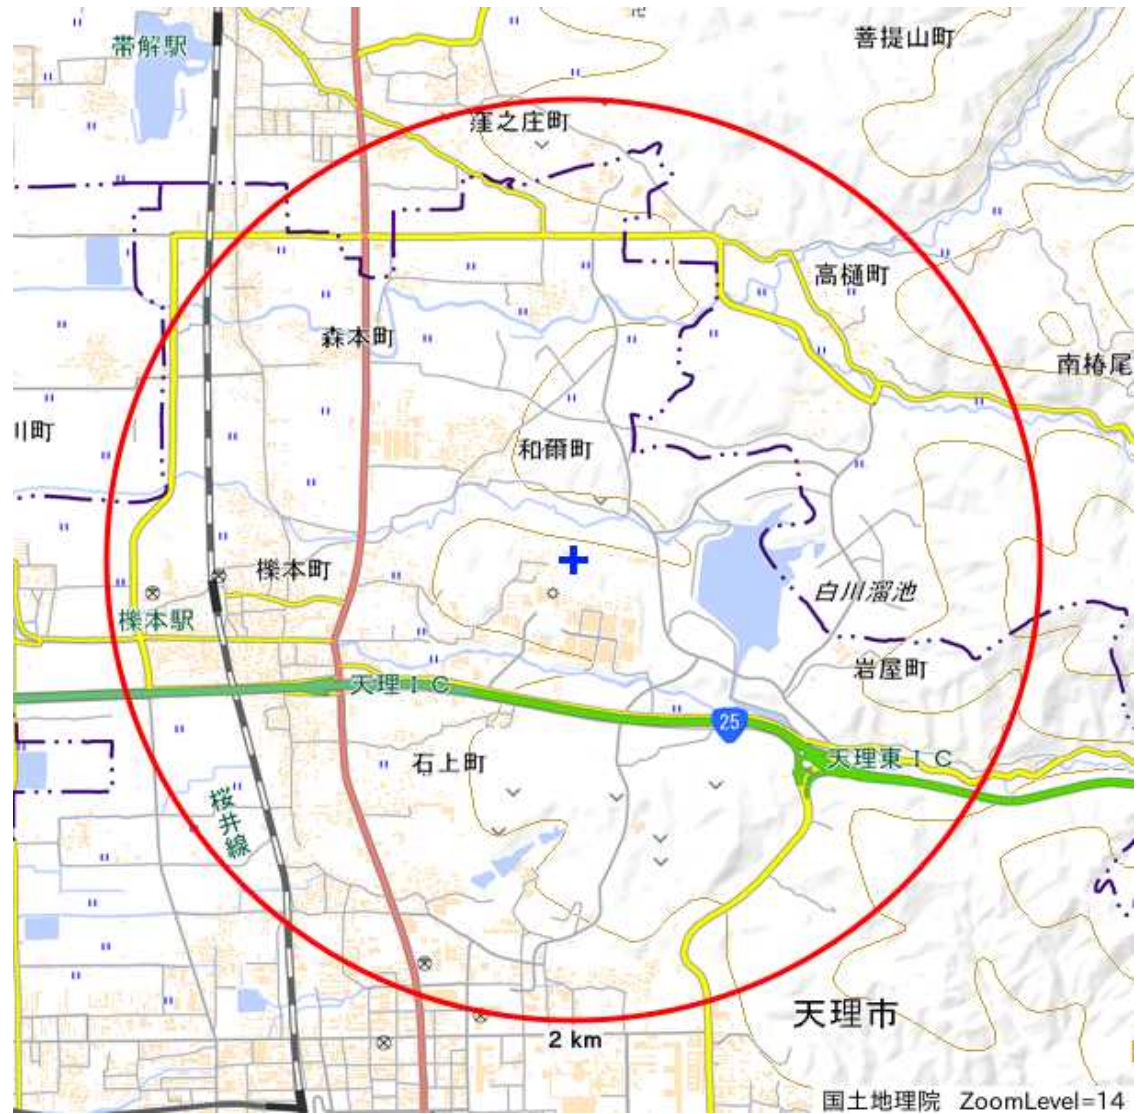 帯解駅
菩提山町
窪之庄町
高樋町
森本町
南椿尾
川町
和爾町
櫟本町
白川溜池
櫟本駅
岩屋町
天理IC
25
石上町
天理東IC
桜井線
天理市
2 km
国土地理院 ZoomLevel=14